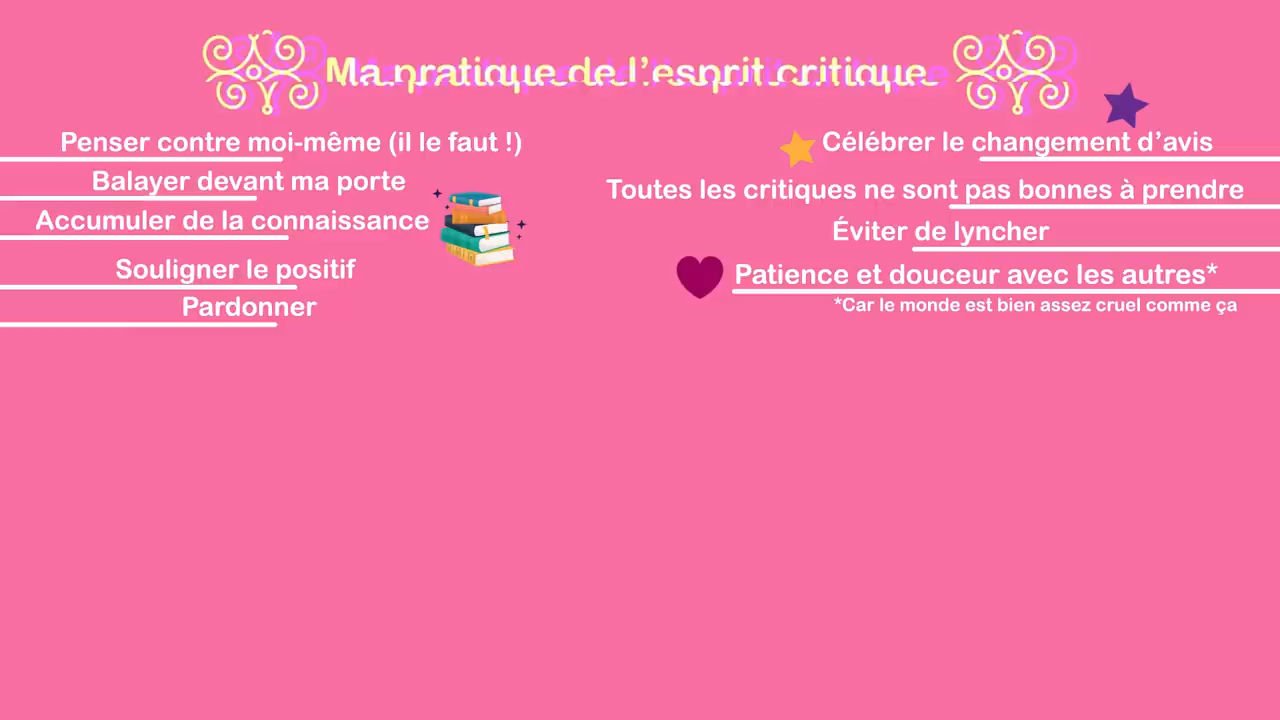 Ma pratique de l'esprit critique
Penser contre moi-même (il le faut !)
Balayer devant ma porte
Accumuler de la connaissance
Souligner le positif
Pardonner
Célébrer le changement d'avis
Toutes les critiques ne sont pas bonnes à prendre
Éviter de lyncher
Patience et douceur avec les autres*
*Car le monde est bien assez cruel comme ça